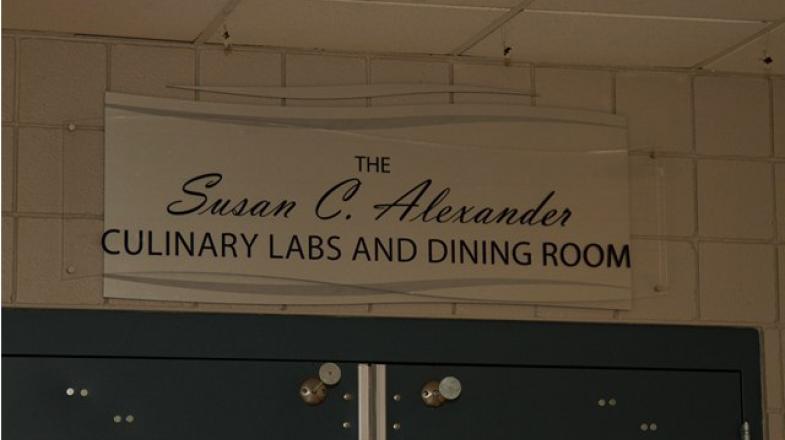 THE
Susan C. Alexander
CULINARY LABS AND DINING ROOM